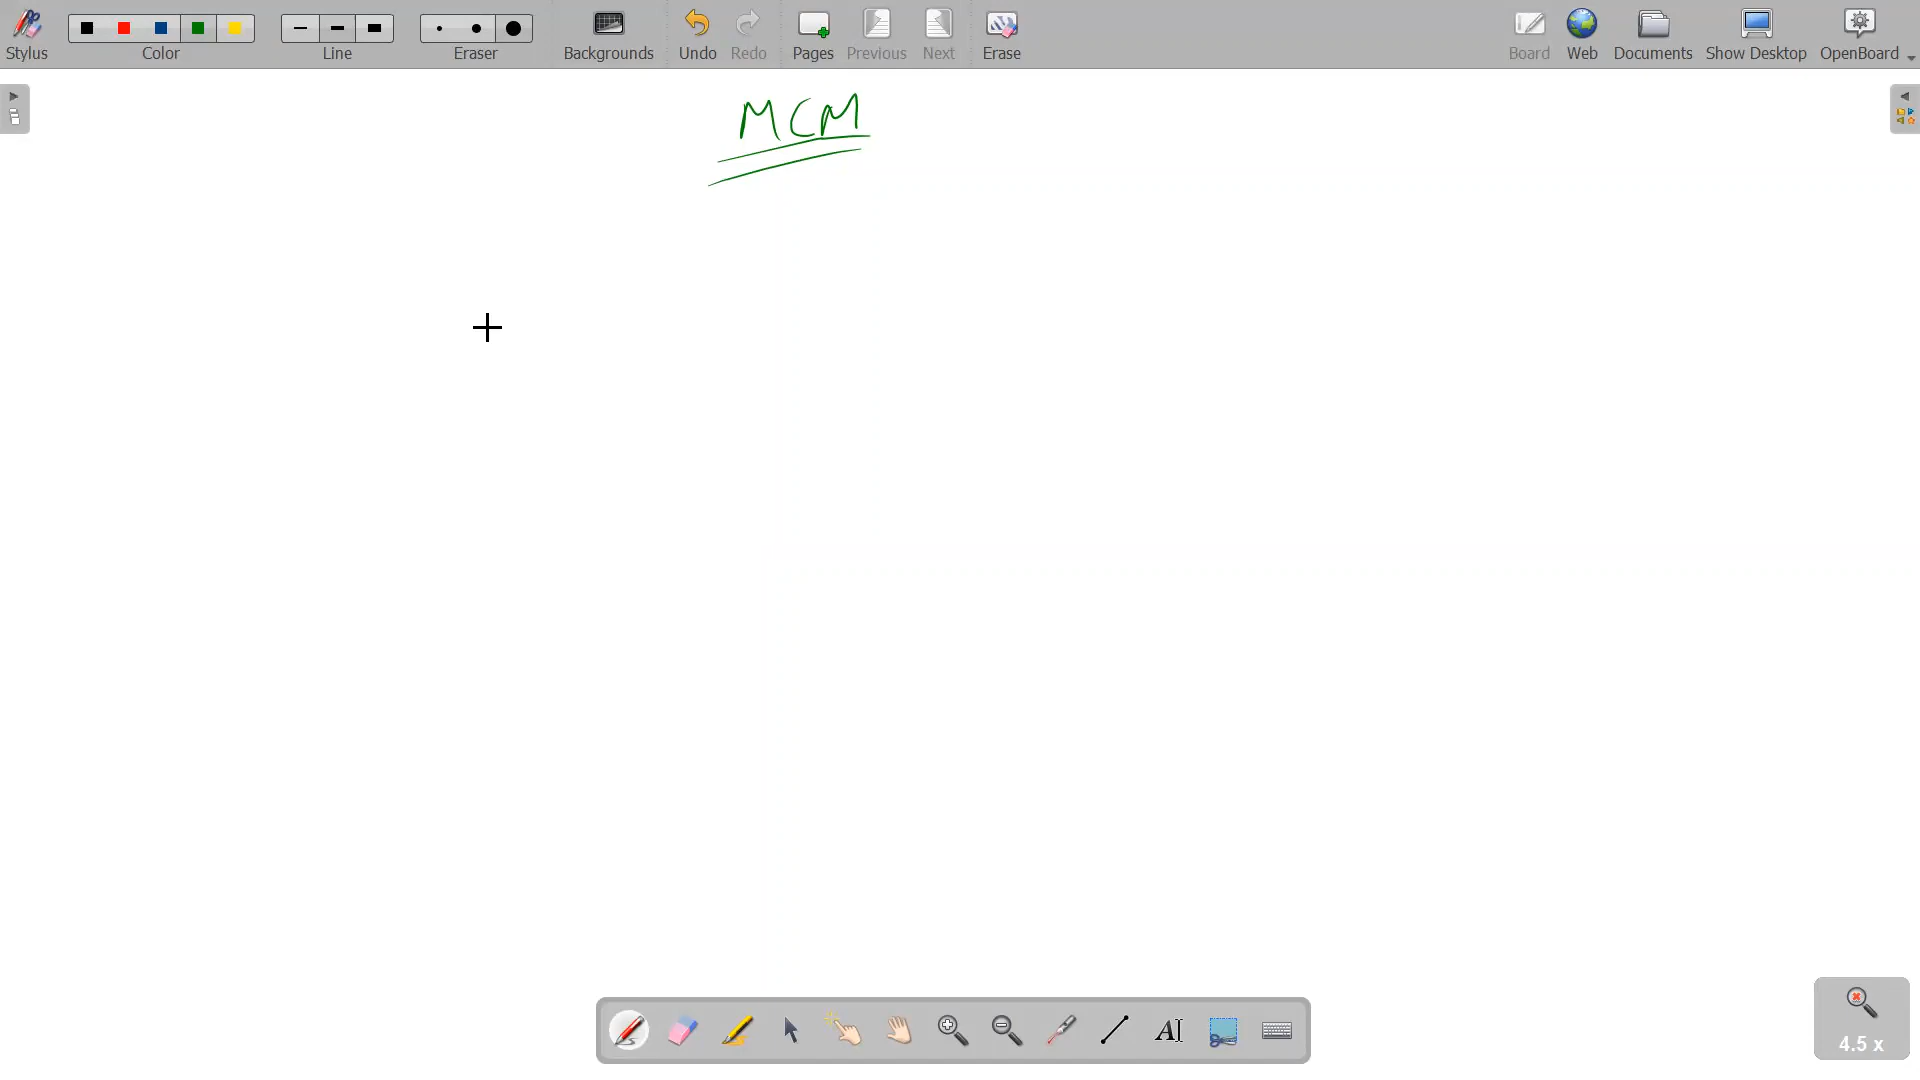 Stylus Color Line Eraser Backgrounds Undo Redo Pages Previous Next Erase Board Web Documents Show Desktop OpenBoard
MCM
AI
4.5 x